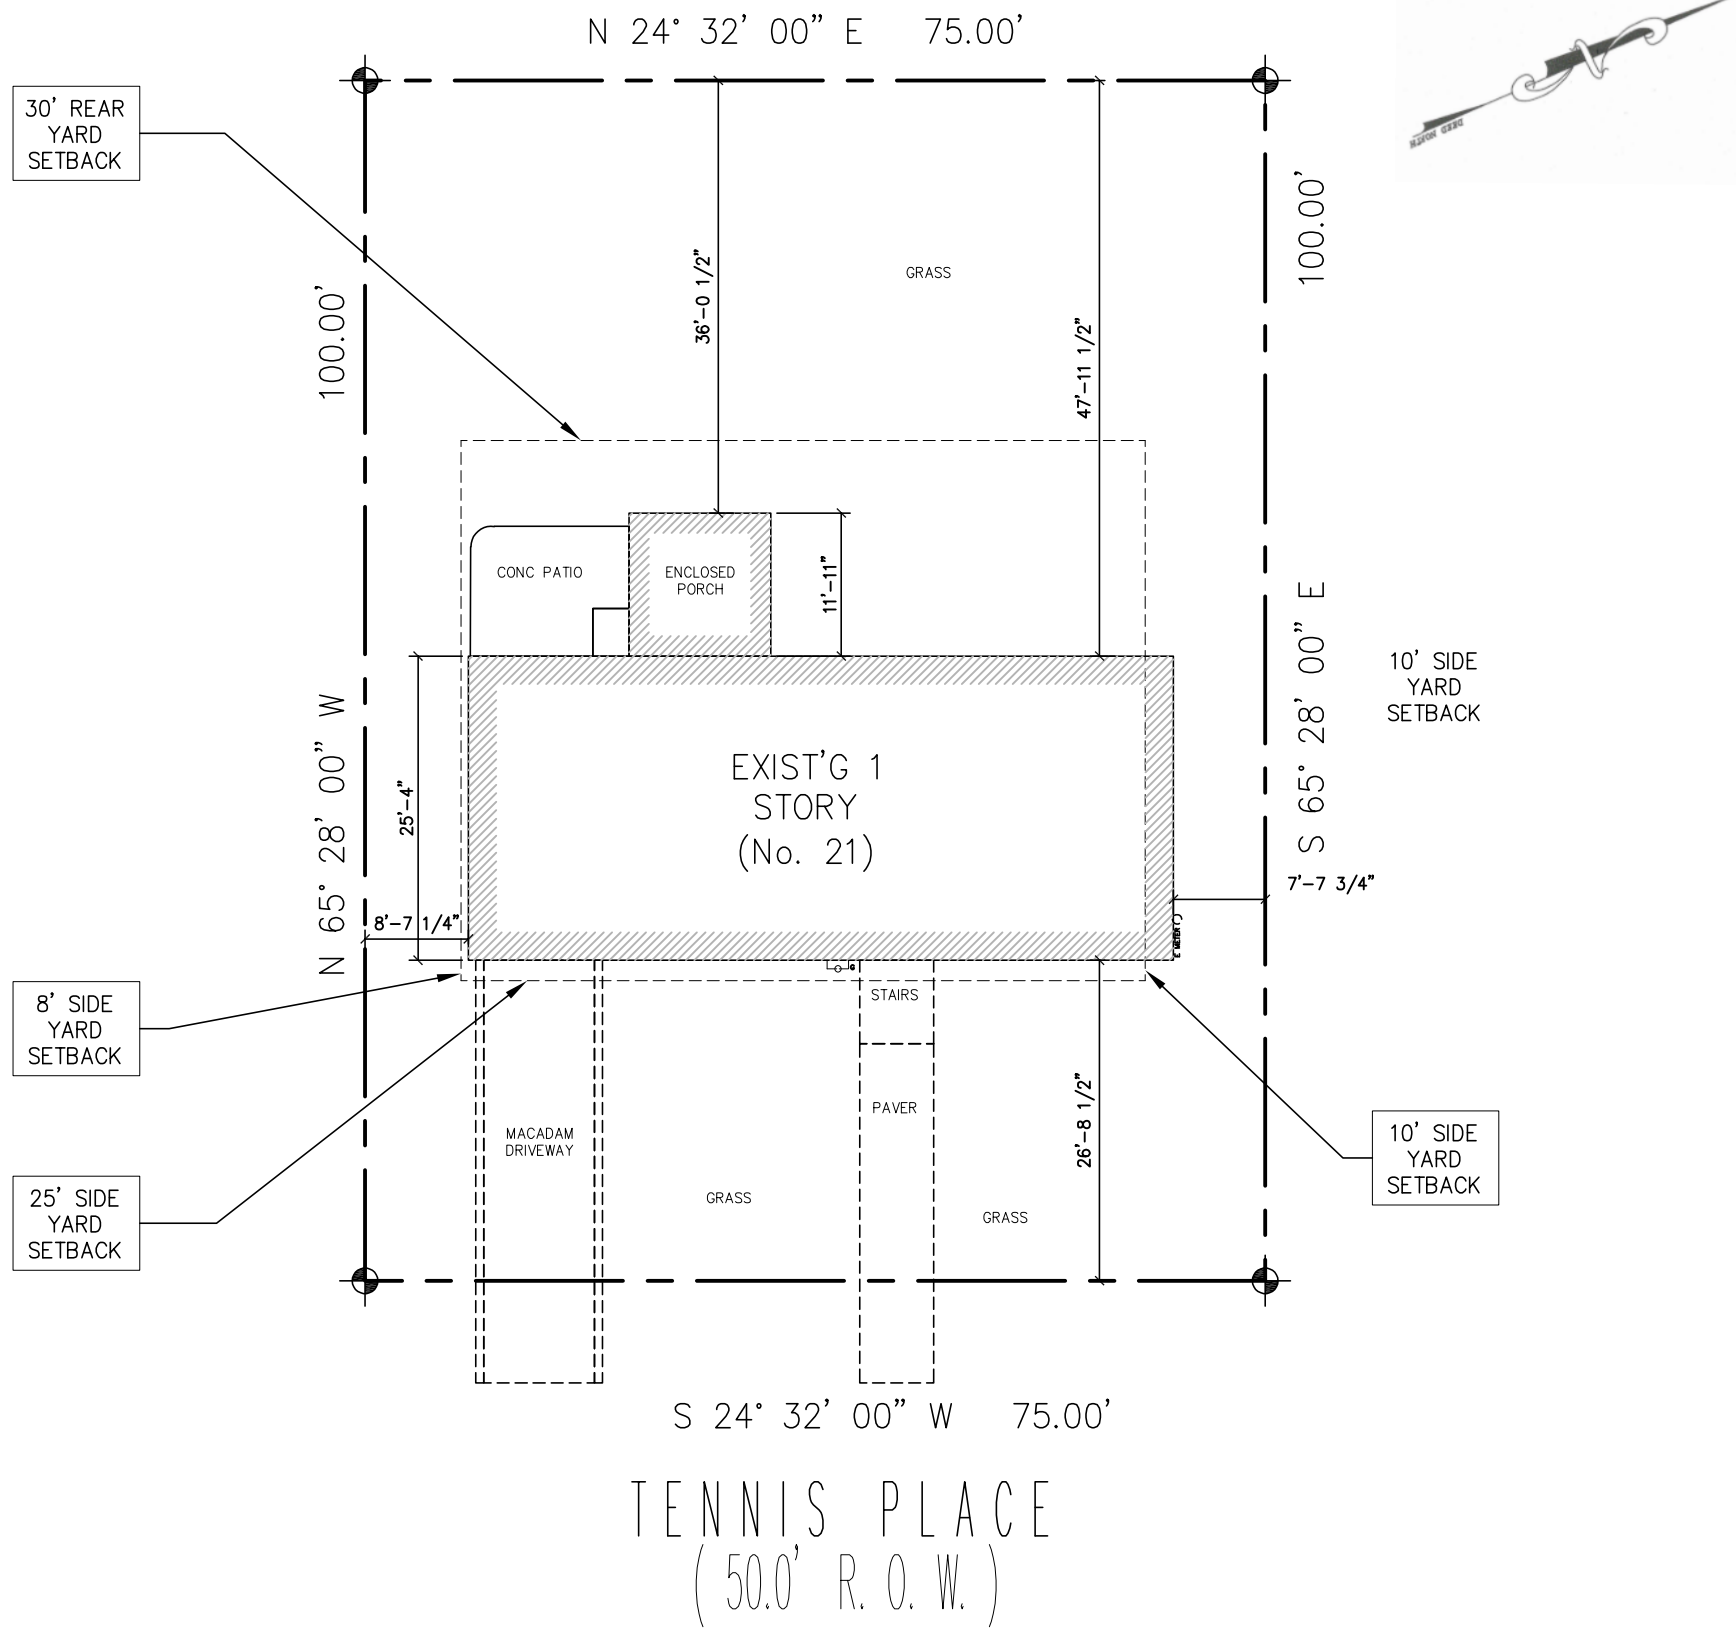 N 24° 32' 00" E 75.00'
DEED NORTH
30' REAR
YARD
SETBACK
100.00'
100.00'
36'-0 1/2"
GRASS
47'-11 1/2"
CONC PATIO
ENCLOSED
PORCH
11'-11"
N 65° 28' 00" W
S 65° 28' 00" E
10' SIDE
YARD
SETBACK
25'-4"
EXIST'G 1
STORY
(No. 21)
7'-7 3/4"
8'-7 1/4"
E METER ( )
G
8' SIDE
YARD
SETBACK
STAIRS
PAVER
26'-8 1/2"
MACADAM
DRIVEWAY
10' SIDE
YARD
SETBACK
25' SIDE
YARD
SETBACK
GRASS
GRASS
S 24° 32' 00" W 75.00'
TENNIS PLACE
( 50.0' R. O. W. )